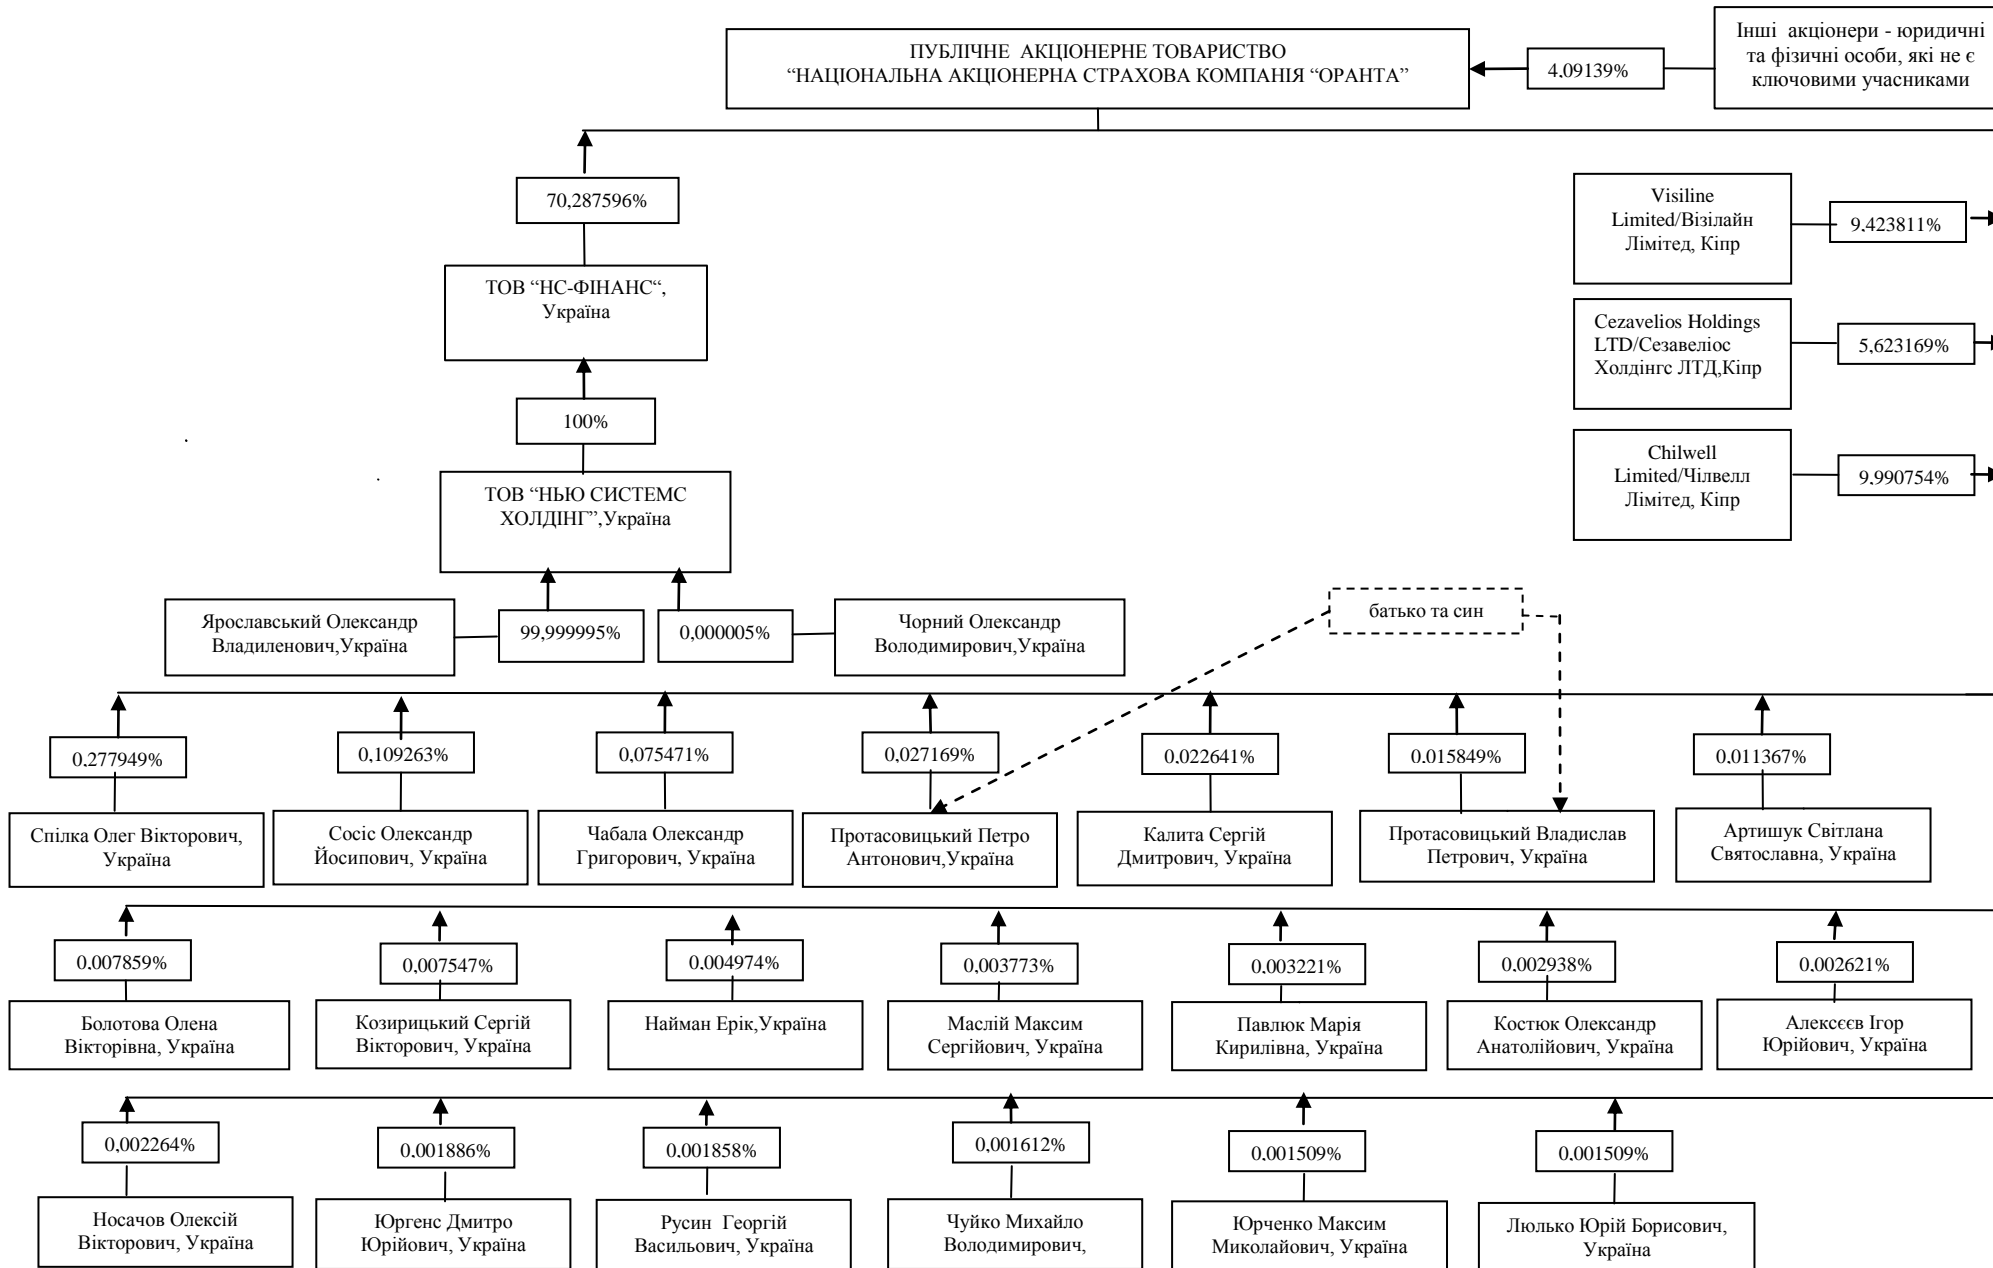 ПУБЛІЧНЕ АКЦІОНЕРНЕ ТОВАРИСТВО
“НАЦІОНАЛЬНА АКЦІОНЕРНА СТРАХОВА КОМПАНІЯ “ОРАНТА”
4,09139%
Інші акціонери - юридичні
та фізичні особи, які не є
ключовими учасниками
70,287596%
ТОВ “НС-ФІНАНС“,
Україна
100%
ТОВ “НЬЮ СИСТЕМС
ХОЛДІНГ”,Україна
Visiline
Limited/Візілайн
Лімітед, Кіпр
9,423811%
Cezavelios Holdings
LTD/Сезавеліос
Холдінгс ЛТД,Кіпр
5,623169%
Chilwell
Limited/Чілвелл
Лімітед, Кіпр
9,990754%
Ярославський Олександр
Владиленович,Україна
99,999995%
0,000005%
Чорний Олександр
Володимирович,Україна
батько та син
0,277949%
0,109263%
0,075471%
0,027169%
0,022641%
0,015849%
0,011367%
Спілка Олег Вікторович,
Україна
Сосіс Олександр
Йосипович, Україна
Чабала Олександр
Григорович, Україна
Протасовицький Петро
Антонович,Україна
Калита Сергій
Дмитрович, Україна
Протасовицький Владислав
Петрович, Україна
Артишук Світлана
Святославна, Україна
0,007859%
0,007547%
0,004974%
0,003773%
0,003221%
0,002938%
0,002621%
Болотова Олена
Вікторівна, Україна
Козирицький Сергій
Вікторович, Україна
Найман Ерік,Україна
Маслій Максим
Сергійович, Україна
Павлюк Марія
Кирилівна, Україна
Костюк Олександр
Анатолійович, Україна
Алексєєв Ігор
Юрійович, Україна
0,002264%
0,001886%
0,001858%
0,001612%
0,001509%
0,001509%
Носачов Олексій
Вікторович, Україна
Юргенс Дмитро
Юрійович, Україна
Русин Георгій
Васильович, Україна
Чуйко Михайло
Володимирович,
Юрченко Максим
Миколайович, Україна
Люлько Юрій Борисович,
Україна